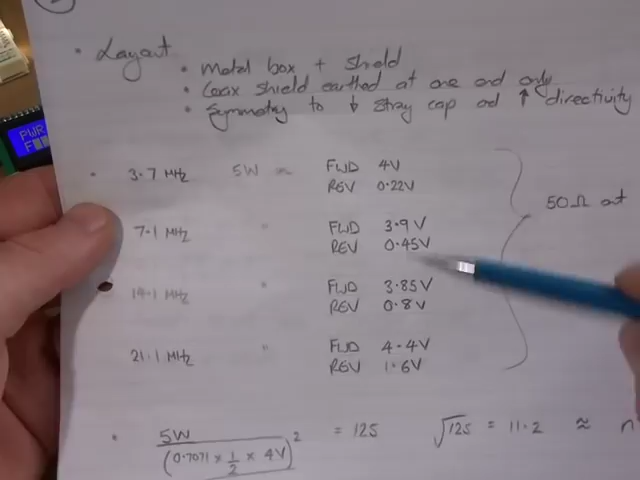 • Layout
• Metal box + shield
• Coax shield earthed at one end only
• Symmetry to ↓ stray cap ad ↑ directivity
• 3.7 MHz 5W = FWD 4V
REV 0.22V
7.1 MHz " FWD 3.9V
REV 0.45V
50Ω at
14.1 MHz " FWD 3.85V
REV 0.8V
21.1 MHz " FWD 4.4V
REV 1.6V
• 5W / (0.7071 × 1/2 × 4V)² = 125 √125 = 11.2 ≈ n
PWR